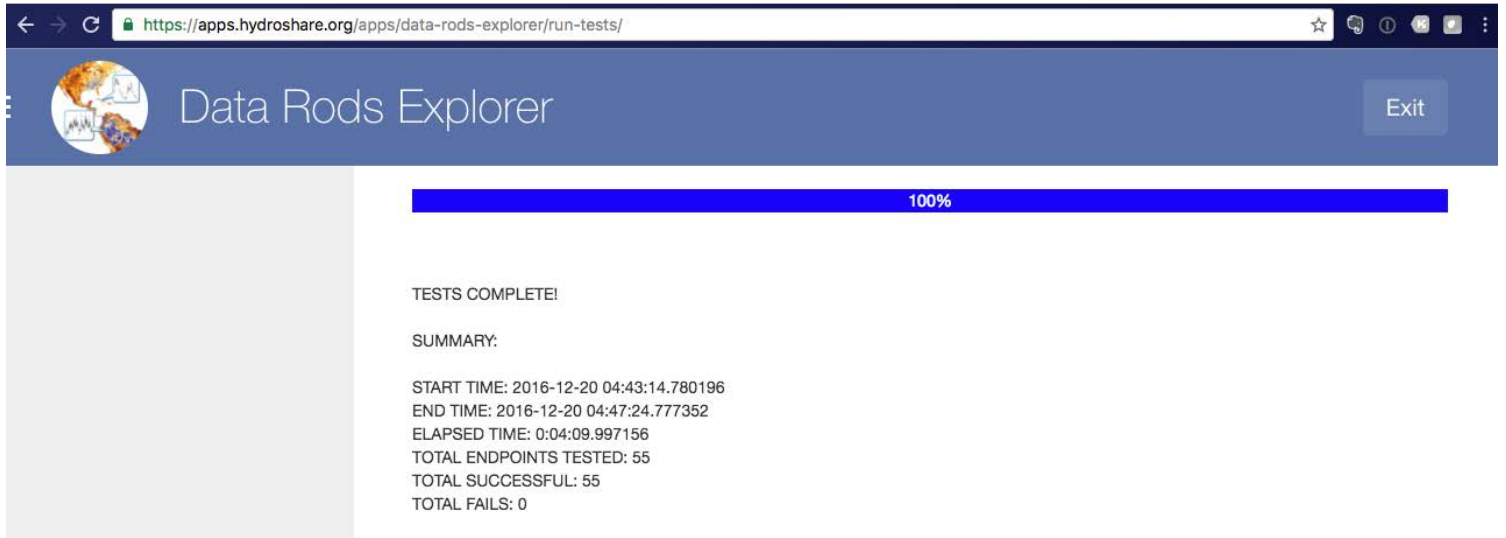 https://apps.hydroshare.org/apps/data-rods-explorer/run-tests/
Data Rods Explorer
Exit
100%
TESTS COMPLETE!
SUMMARY:
START TIME: 2016-12-20 04:43:14.780196
END TIME: 2016-12-20 04:47:24.777352
ELAPSED TIME: 0:04:09.997156
TOTAL ENDPOINTS TESTED: 55
TOTAL SUCCESSFUL: 55
TOTAL FAILS: 0